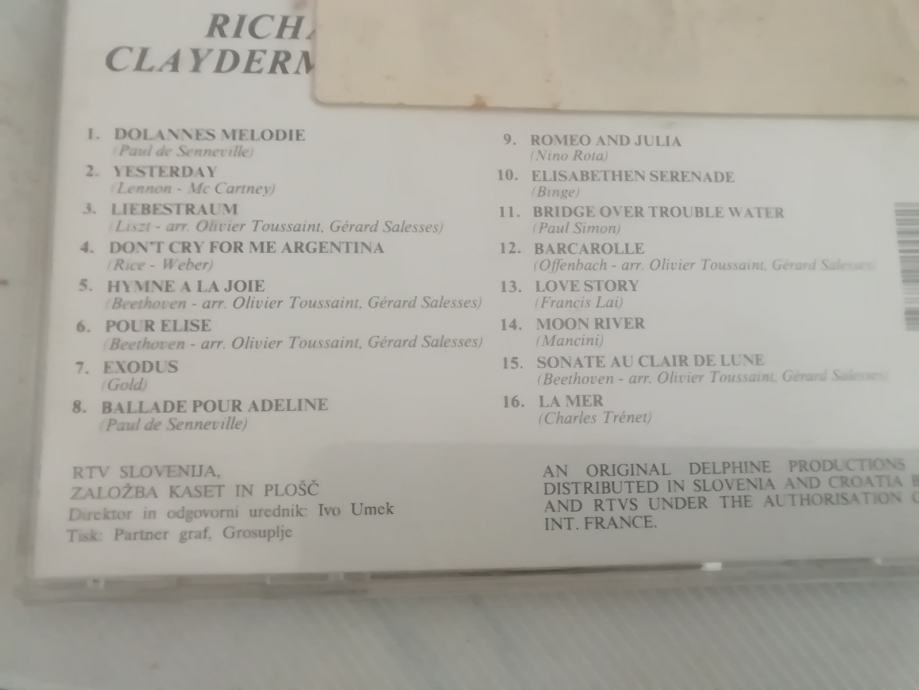 RICHA
CLAYDERM
1. DOLANNES MELODIE
(Paul de Senneville)
2. YESTERDAY
(Lennon - Mc Cartney)
3. LIEBESTRAUM
(Liszt - arr. Olivier Toussaint, Gérard Salesses)
4. DON'T CRY FOR ME ARGENTINA
(Rice - Weber)
5. HYMNE A LA JOIE
(Beethoven - arr. Olivier Toussaint, Gérard Salesses)
6. POUR ELISE
(Beethoven - arr. Olivier Toussaint, Gérard Salesses)
7. EXODUS
(Gold)
8. BALLADE POUR ADELINE
(Paul de Senneville)
9. ROMEO AND JULIA
(Nino Rota)
10. ELISABETHEN SERENADE
(Binge)
11. BRIDGE OVER TROUBLE WATER
(Paul Simon)
12. BARCAROLLE
(Offenbach - arr. Olivier Toussaint, Gérard Salesses)
13. LOVE STORY
(Francis Lai)
14. MOON RIVER
(Mancini)
15. SONATE AU CLAIR DE LUNE
(Beethoven - arr. Olivier Toussaint, Gérard Salesses)
16. LA MER
(Charles Trénet)
RTV SLOVENIJA,
ZALOŽBA KASET IN PLOŠČ
Direktor in odgovorni urednik: Ivo Umek
Tisk: Partner graf, Grosuplje
AN ORIGINAL DELPHINE PRODUCTIONS
DISTRIBUTED IN SLOVENIA AND CROATIA
AND RTVS UNDER THE AUTHORISATION
INT. FRANCE.